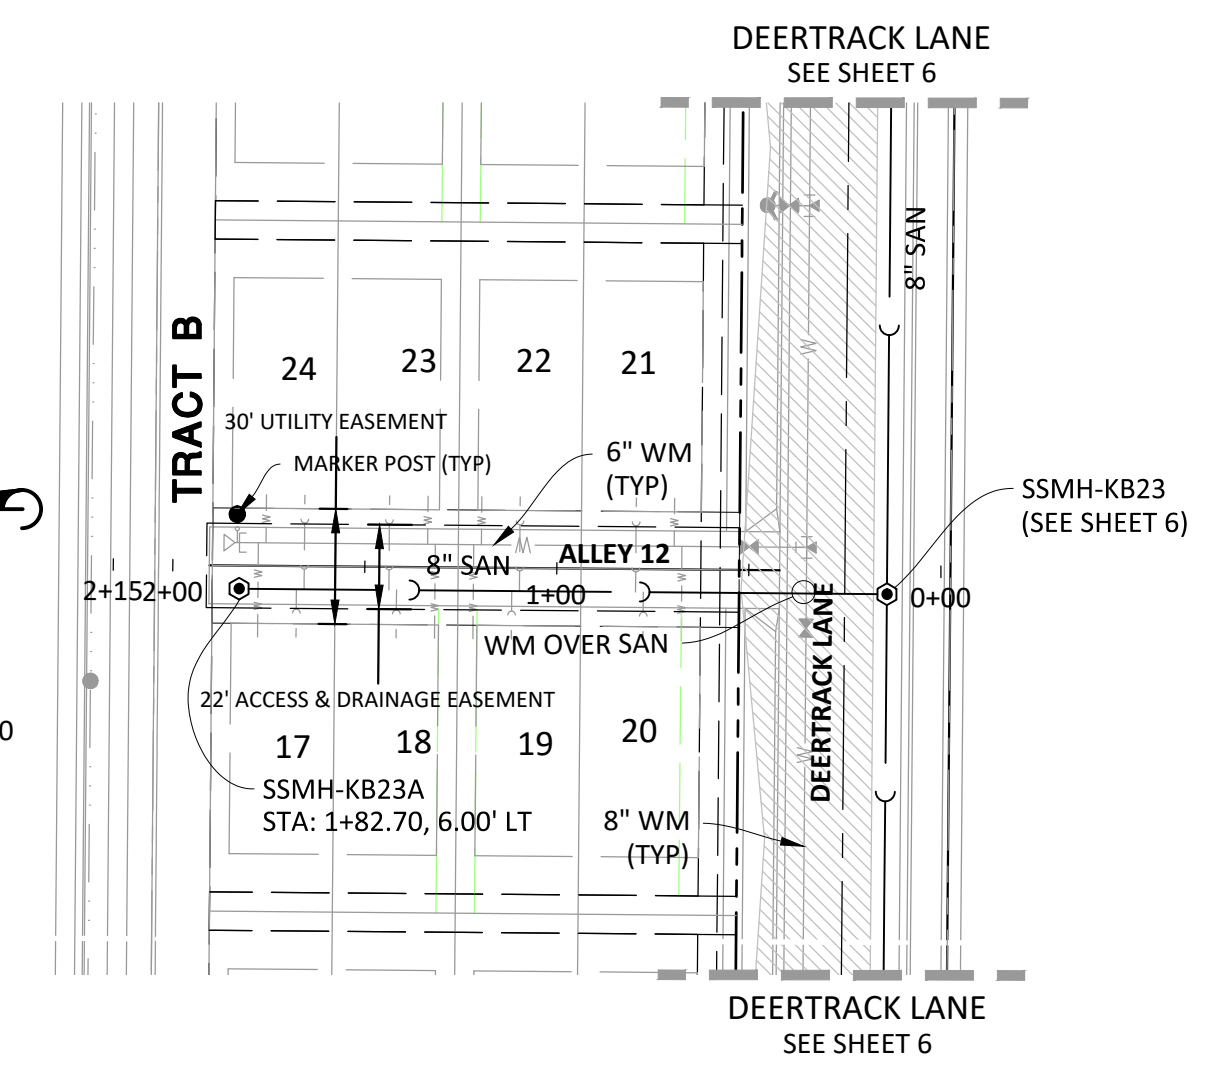 DEERTRACK LANE
SEE SHEET 6
8" SAN
TRACT B
24
23
22
21
30' UTILITY EASEMENT
MARKER POST (TYP)
6" WM
(TYP)
SSMH-KB23
(SEE SHEET 6)
G
ALLEY 12
8" SAN
2+15
2+00
1+00
0+00
WM OVER SAN
DEERTRACK LANE
22' ACCESS & DRAINAGE EASEMENT
0
17
18
19
20
SSMH-KB23A
STA: 1+82.70, 6.00' LT
8" WM
(TYP)
W
W
DEERTRACK LANE
SEE SHEET 6